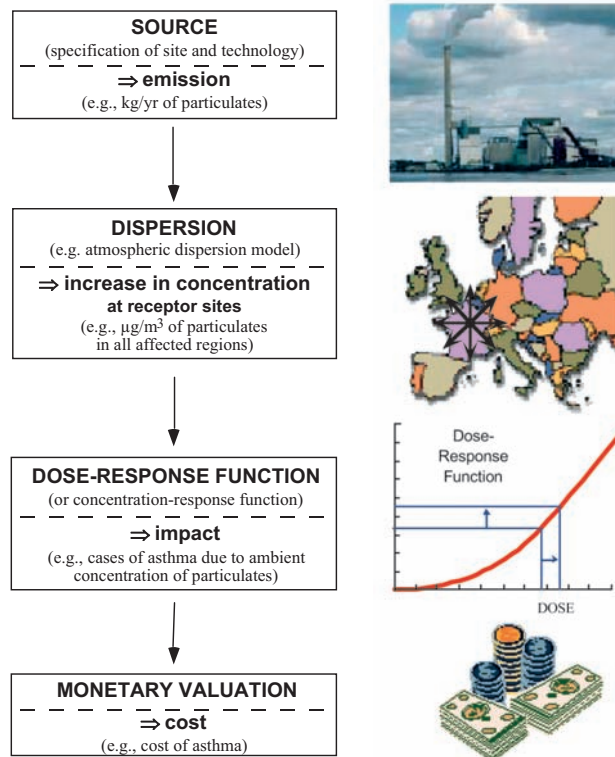 SOURCE
(specification of site and technology)
⇒ emission
(e.g., kg/yr of particulates)
DISPERSION
(e.g. atmospheric dispersion model)
⇒ increase in concentration
at receptor sites
(e.g., µg/m³ of particulates
in all affected regions)
DOSE-RESPONSE FUNCTION
(or concentration-response function)
⇒ impact
(e.g., cases of asthma due to ambient
concentration of particulates)
MONETARY VALUATION
⇒ cost
(e.g., cost of asthma)
Dose-
Response
Function
DOSE